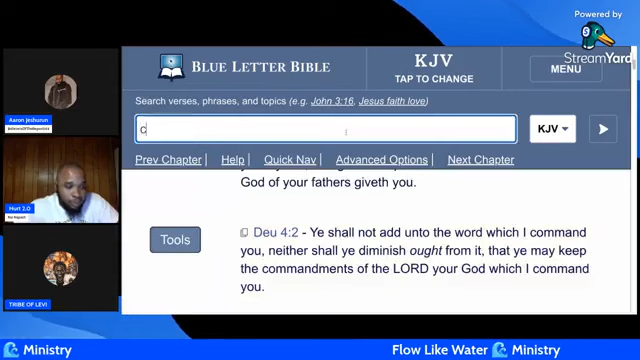 Powered by
StreamYard
BLUE LETTER BIBLE
KJV
TAP TO CHANGE
MENU
Search verses, phrases, and topics (e.g. John 3:16, Jesus faith love)
c
KJV
Prev Chapter | Help | Quick Nav | Advanced Options | Next Chapter
God of your fathers giveth you.
Tools
Deu 4:2 - Ye shall not add unto the word which I command
you, neither shall ye diminish ought from it, that ye may keep
the commandments of the LORD your God which I command
you.
Aaron Jeshurun
Hurt 2.0
TRIBE OF LEVI
Ministry
Flow Like Water
Ministry